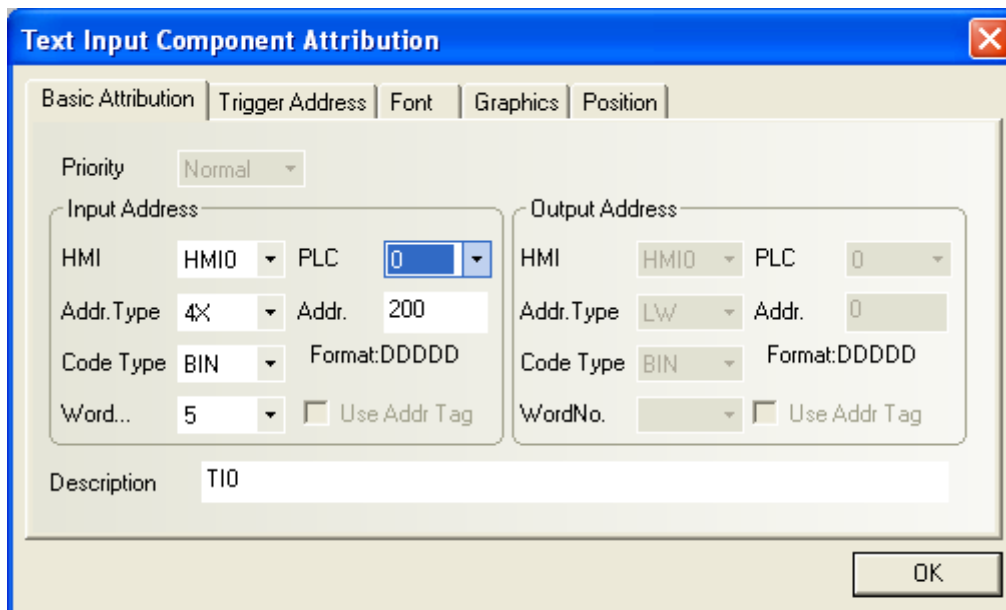 Text Input Component Attribution
Basic Attribution Trigger Address Font Graphics Position
Priority Normal
Input Address Output Address
HMI HMI0 PLC 0 HMI HMI0 PLC 0
Addr.Type 4X Addr. 200 Addr.Type LW Addr. 0
Code Type BIN Format:DDDDD Code Type BIN Format:DDDDD
Word... 5 Use Addr Tag WordNo. Use Addr Tag
Description TI0
OK